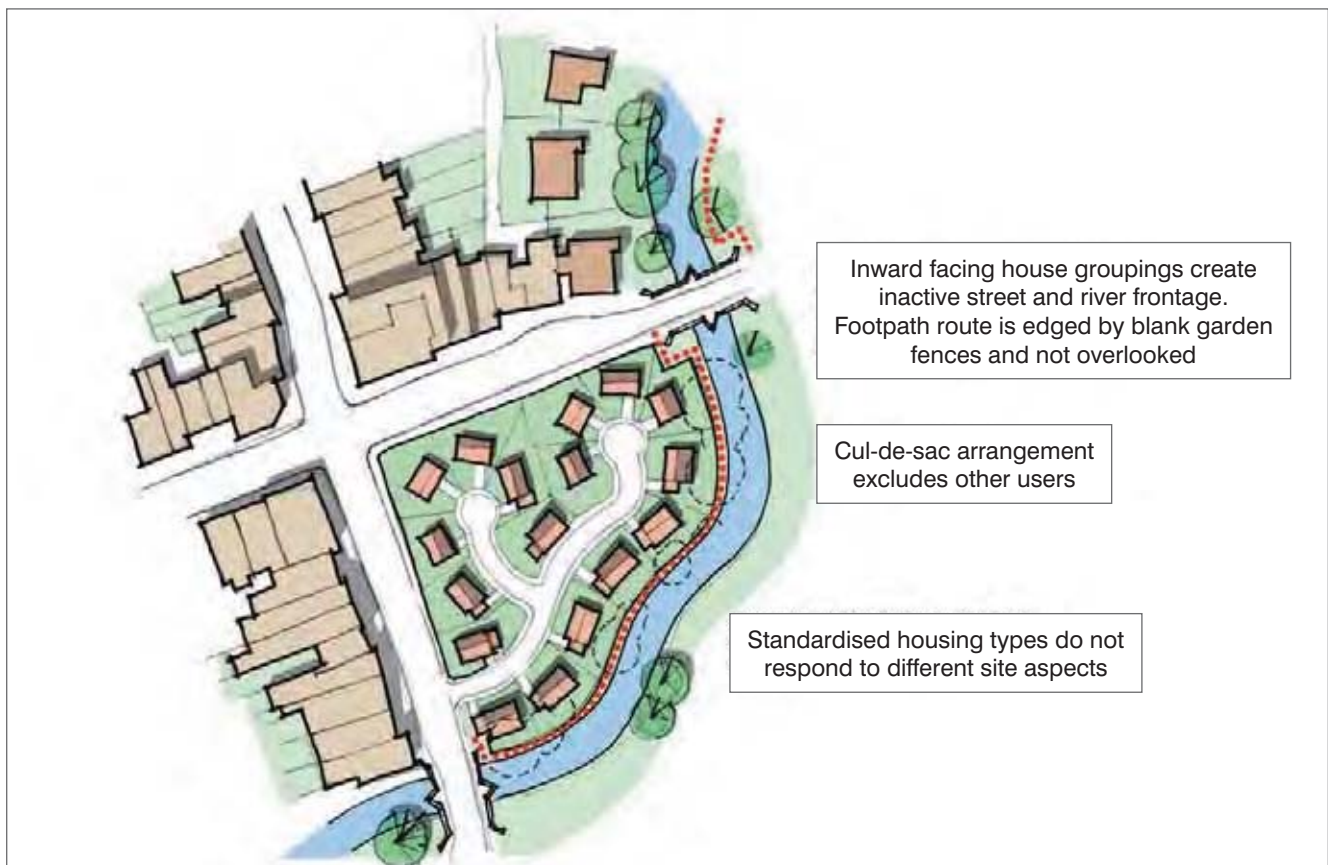 Inward facing house groupings create
inactive street and river frontage.
Footpath route is edged by blank garden
fences and not overlooked
Cul-de-sac arrangement
excludes other users
Standardised housing types do not
respond to different site aspects